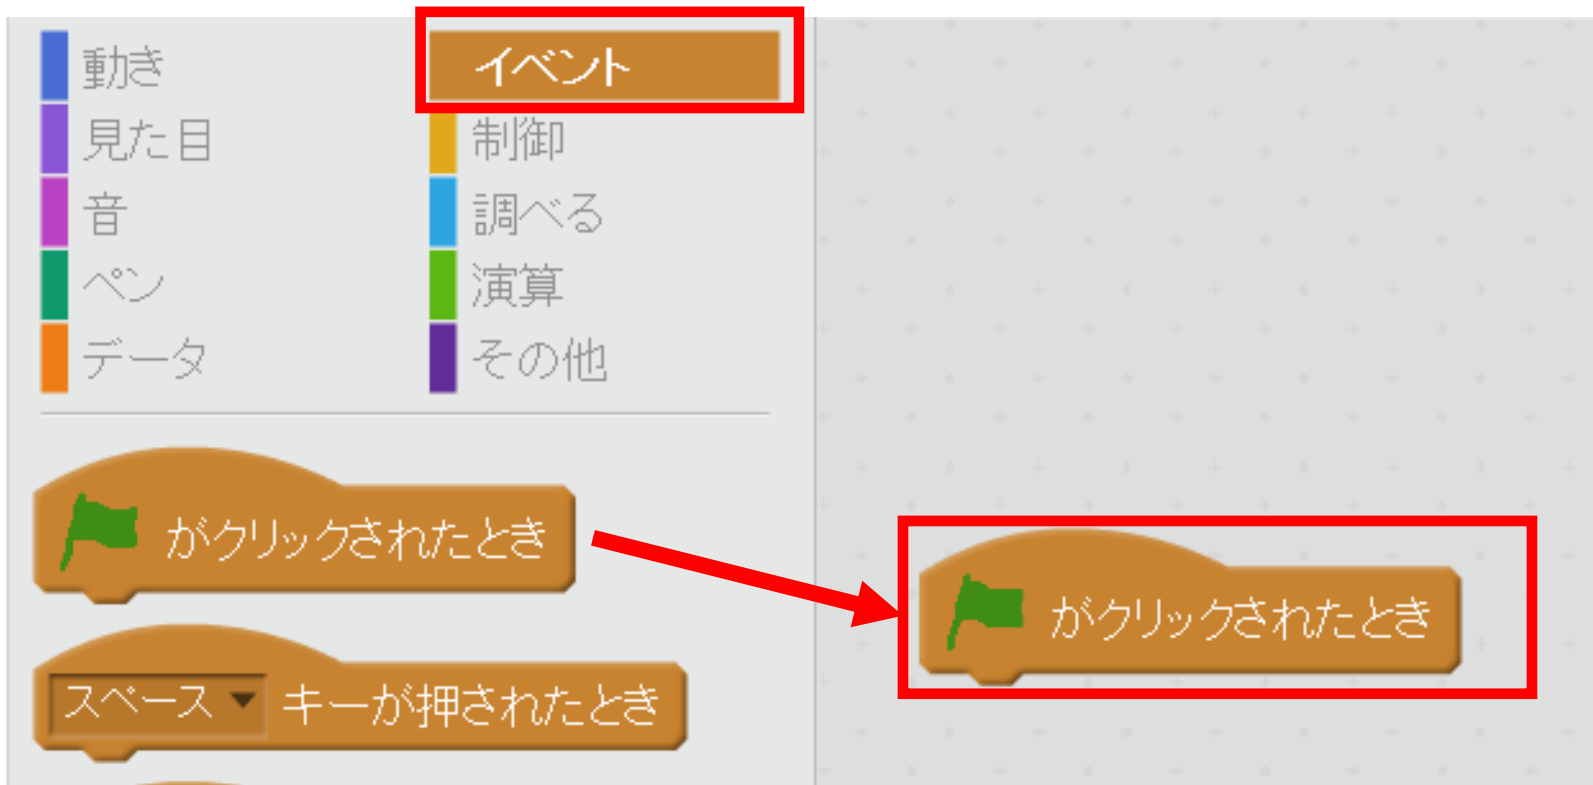 動き
イベント
見た目
制御
音
調べる
ペン
演算
データ
その他
がクリックされたとき
がクリックされたとき
スペース キーが押されたとき